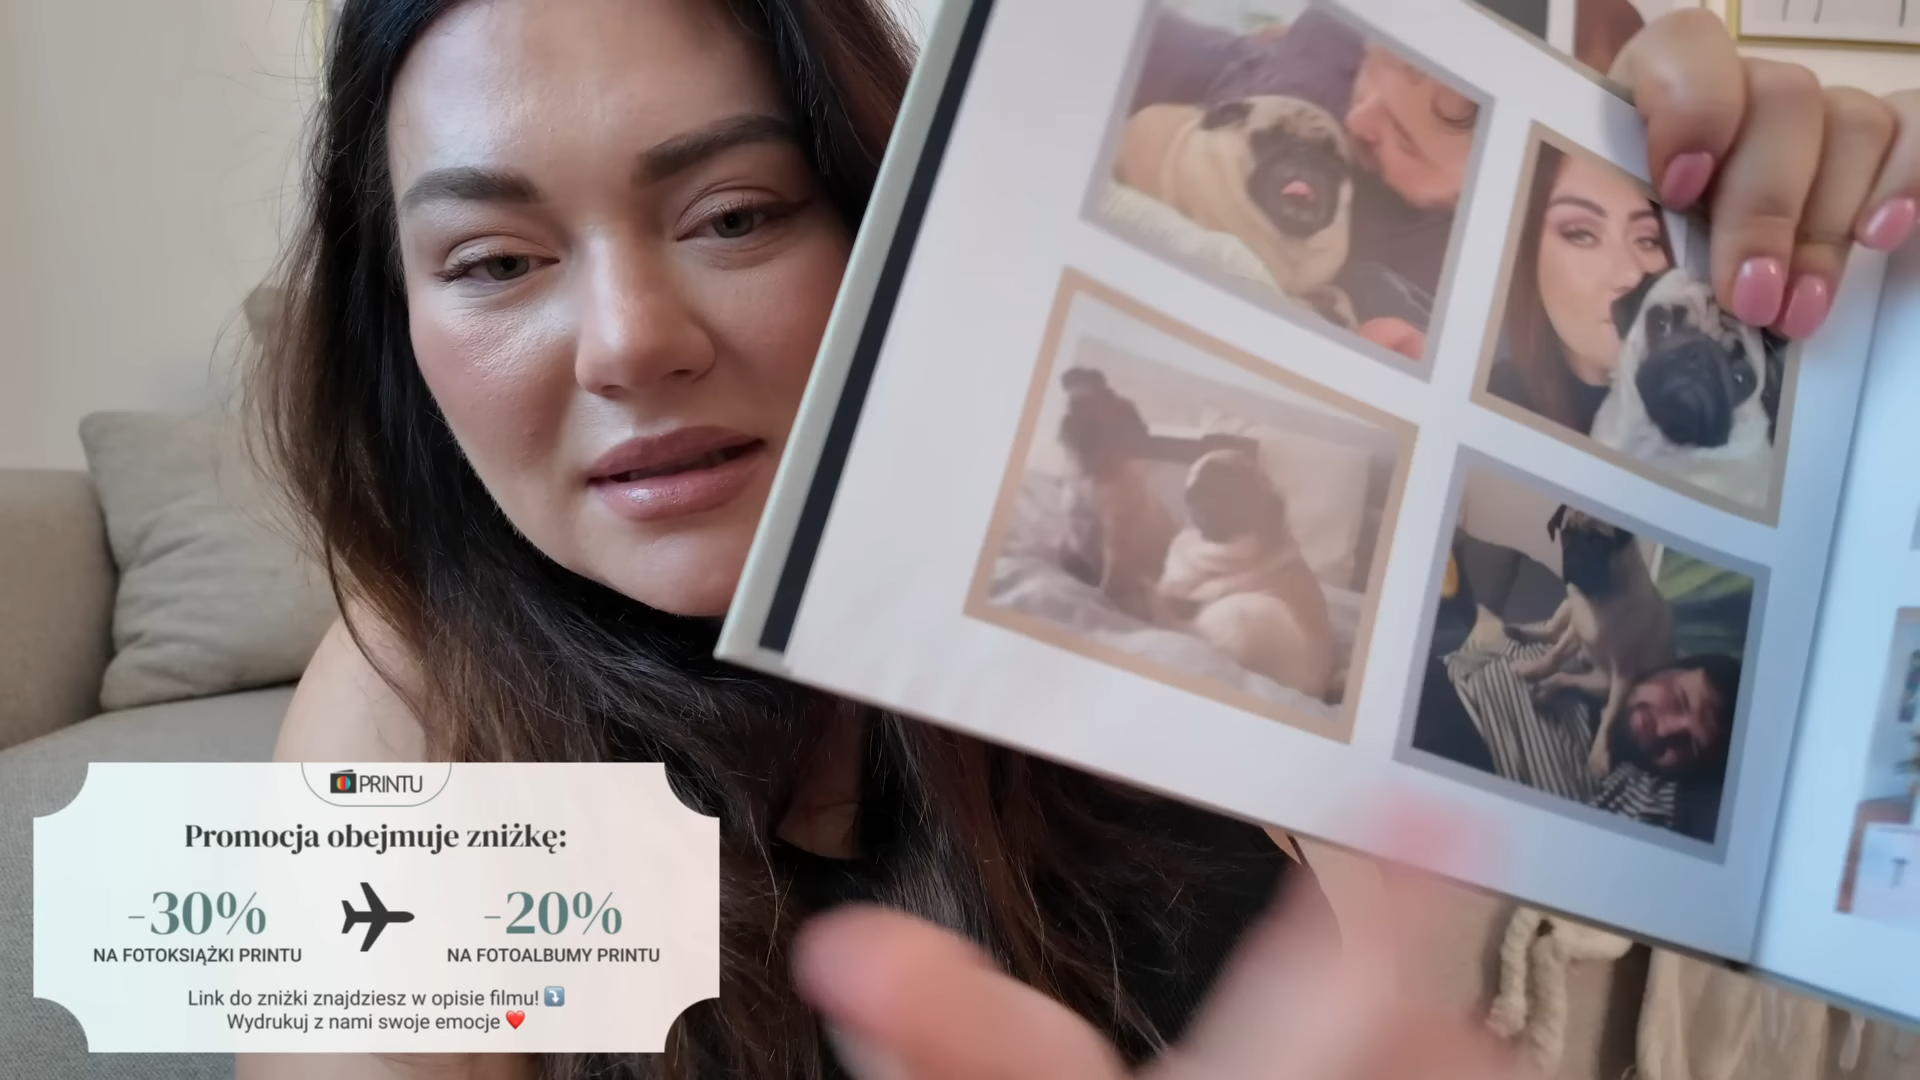 PRINTU
Promocja obejmuje zniżkę:
-30%
NA FOTOKSIĄŻKI PRINTU
-20%
NA FOTOALBUMY PRINTU
Link do zniżki znajdziesz w opisie filmu! ⤵️
Wydrukuj z nami swoje emocje ❤️